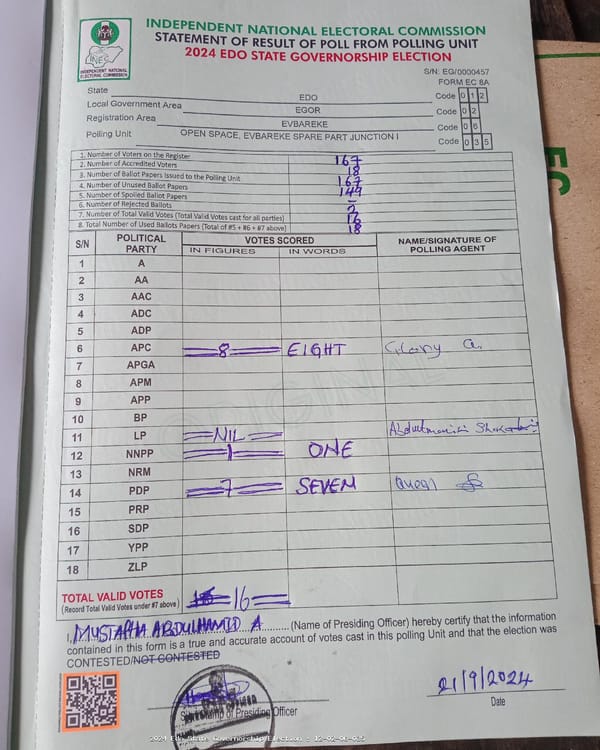 INDEPENDENT NATIONAL ELECTORAL COMMISSION
STATEMENT OF RESULT OF POLL FROM POLLING UNIT
2024 EDO STATE GOVERNORSHIP ELECTION
INEC
INDEPENDENT NATIONAL
ELECTORAL COMMISSION
S/N: EG/0000457
FORM EC 8A
State EDO Code 0 1 2
Local Government Area EGOR Code 0 2
Registration Area EVBAREKE Code 0 6
Polling Unit OPEN SPACE, EVBAREKE SPARE PART JUNCTION I Code 0 3 5
1. Number of Voters on the Register 167
2. Number of Accredited Voters 18
3. Number of Ballot Papers Issued to the Polling Unit 167
4. Number of Unused Ballot Papers 149
5. Number of Spoiled Ballot Papers –
6. Number of Rejected Ballots 2
7. Number of Total Valid Votes (Total Valid Votes cast for all parties) 16
8. Total Number of Used Ballots Papers (Total of #5 + #6 + #7 above) 18
S/N POLITICAL PARTY VOTES SCORED NAME/SIGNATURE OF POLLING AGENT
IN FIGURES IN WORDS
1 A
2 AA
3 AAC
4 ADC
5 ADP
6 APC =8= EIGHT Glory a.
7 APGA
8 APM
9 APP
10 BP
11 LP =NIL=
12 NNPP =1= ONE
13 NRM
14 PDP =7= SEVEN
15 PRP
16 SDP
17 YPP
18 ZLP
TOTAL VALID VOTES 16=
(Record Total Valid Votes under #7 above)
I, MUSTAPHA ABDULHAMID A (Name of Presiding Officer) hereby certify that the information
contained in this form is a true and accurate account of votes cast in this polling Unit and that the election was
CONTESTED/NOT CONTESTED
21/9/2024
of Presiding Officer
Date
2024 Edo State Governorship Election - 12-02-06-035